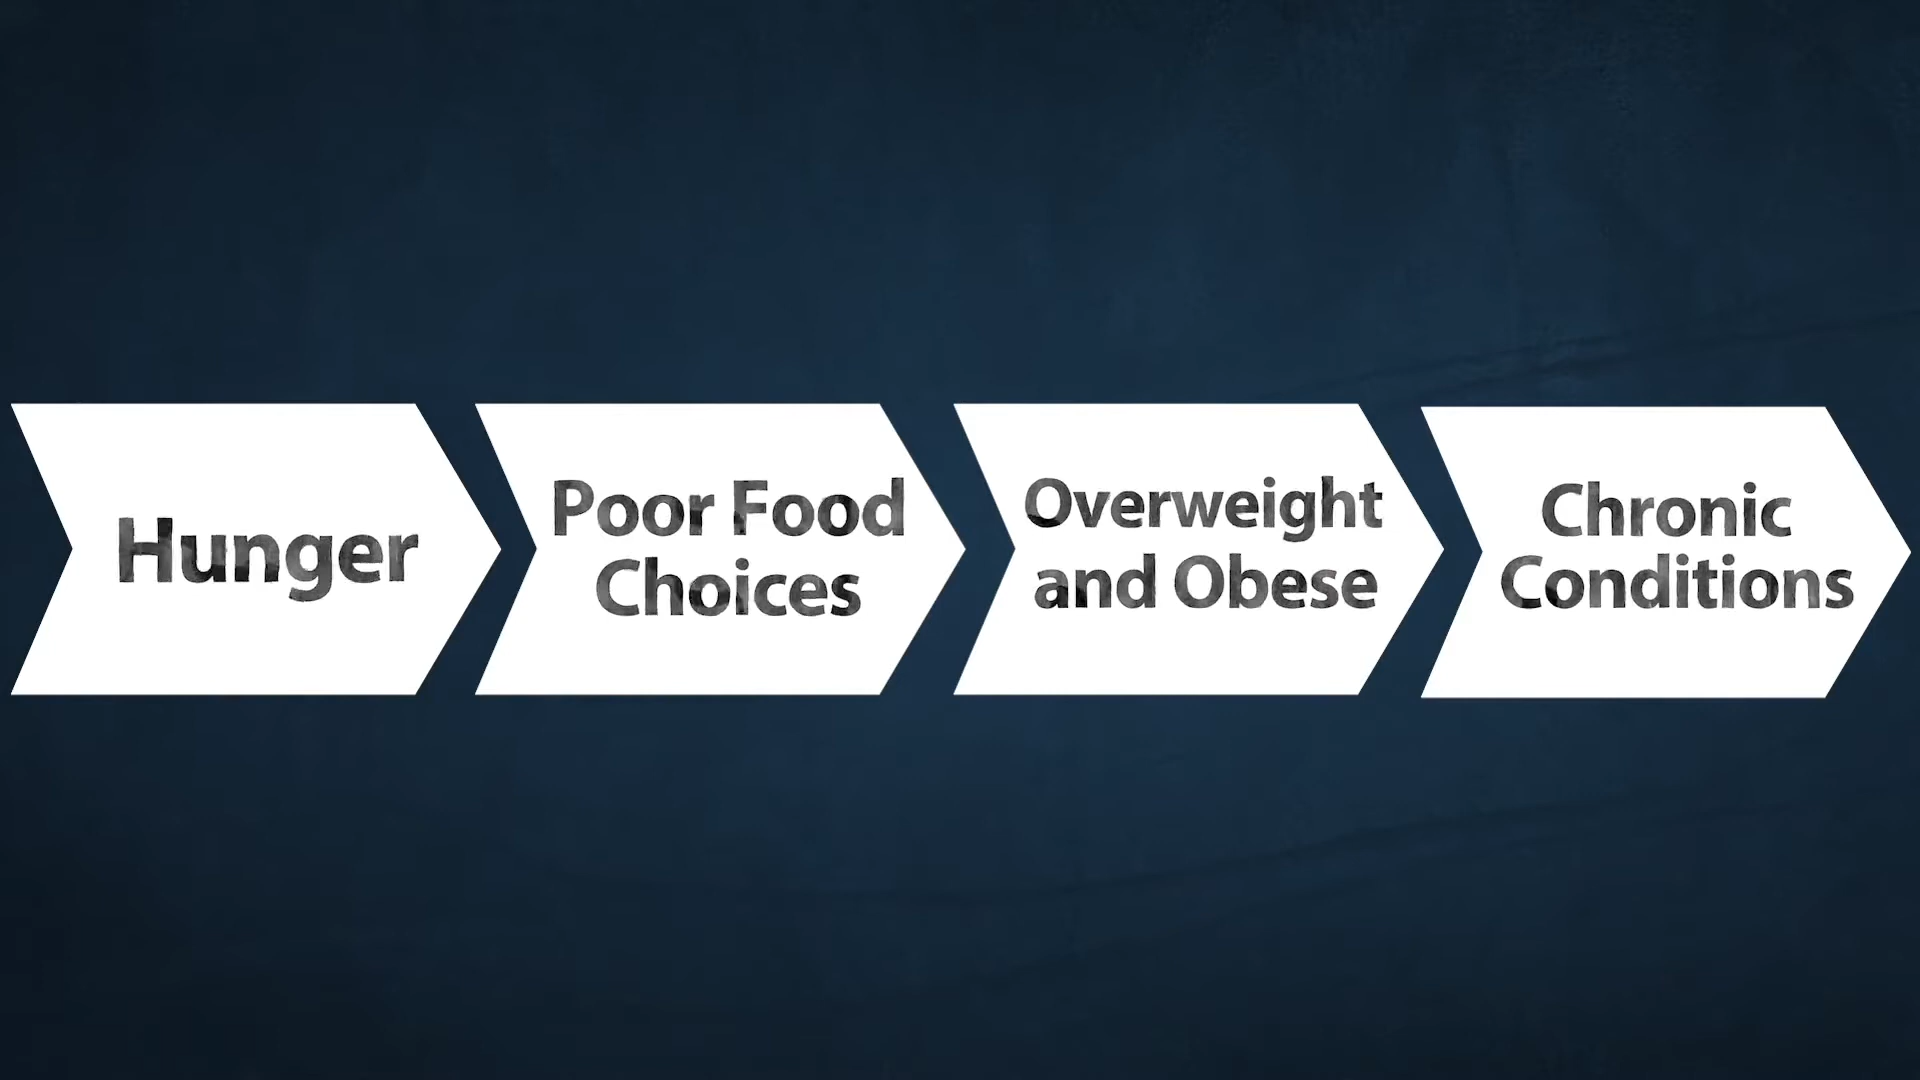 Hunger
Poor Food
Choices
Overweight
and Obese
Chronic
Conditions